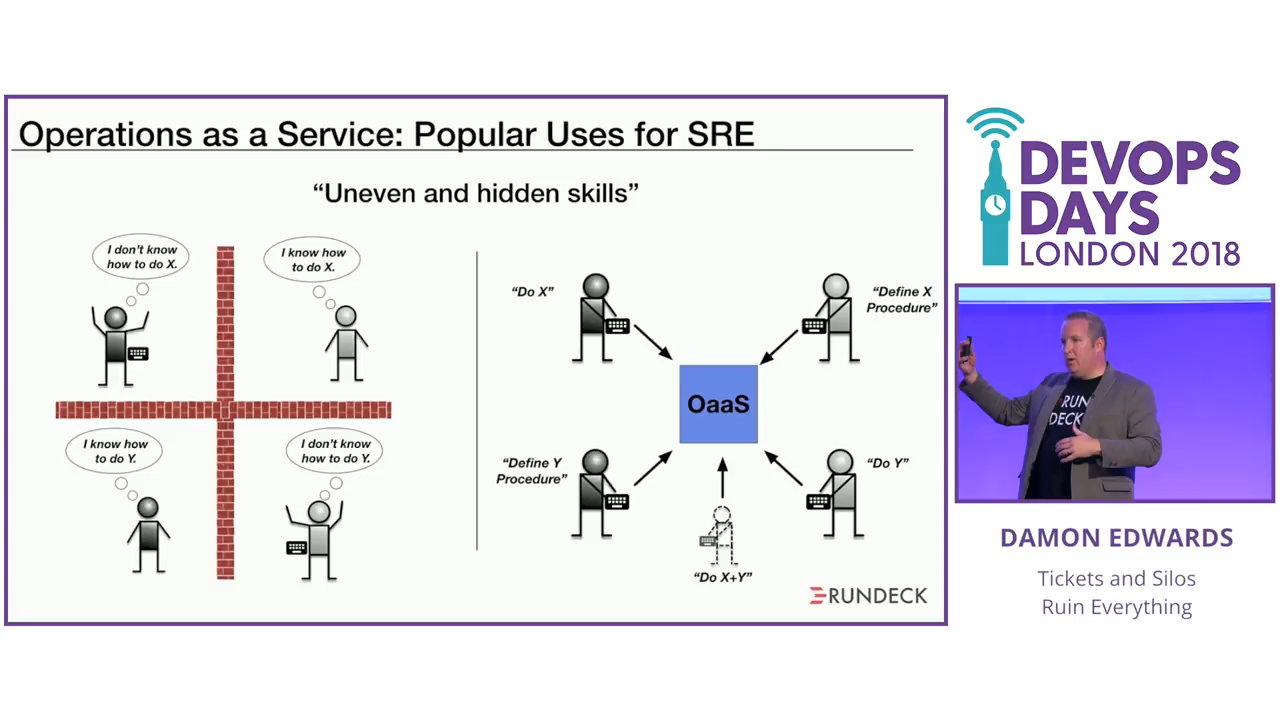 Operations as a Service: Popular Uses for SRE
“Uneven and hidden skills”
I don’t know
how to do X.
I know how
to do X.
I know how
to do Y.
I don’t know
how to do Y.
“Do X”
“Define X
Procedure”
OaaS
“Define Y
Procedure”
“Do Y”
“Do X+Y”
RUNDECK
DEVOPS
DAYS
LONDON 2018
RUN
DECK
DAMON EDWARDS
Tickets and Silos
Ruin Everything